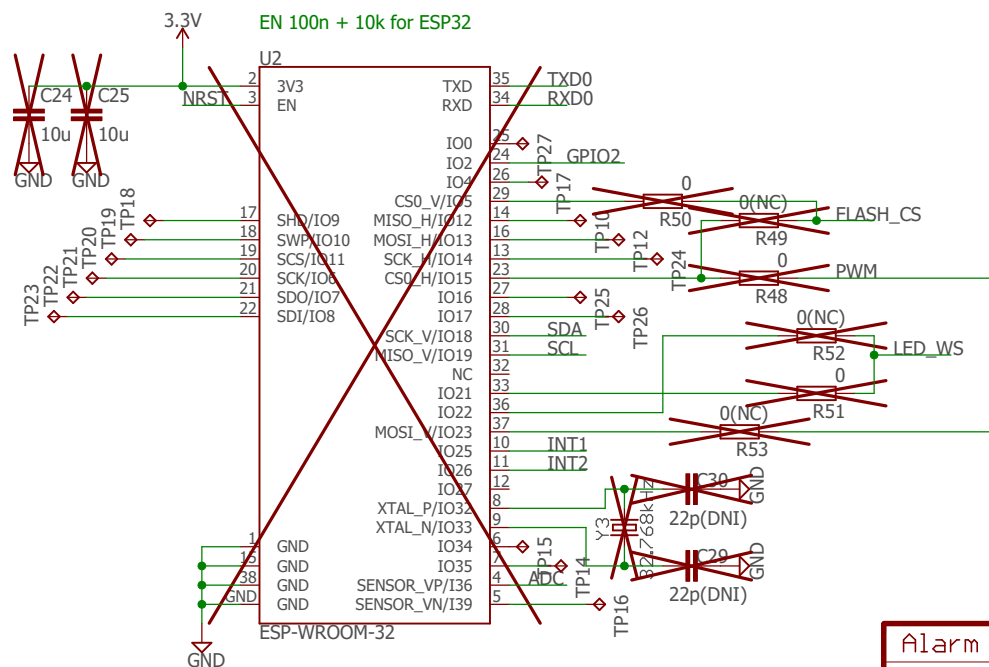 3.3V
EN 100n + 10k for ESP32
U2
C24
10u
C25
10u
GND
GND
NRST
2
3
3V3
EN
TXD
RXD
35
34
TXD0
RXD0
IO0
IO2
IO4
CS0_V/IO5
MISO_H/IO12
MOSI_H/IO13
SCK_H/IO14
CS0_H/IO15
IO16
IO17
SCK_V/IO18
MISO_V/IO19
NC
IO21
IO22
MOSI_V/IO23
IO25
IO26
IO27
XTAL_P/IO32
XTAL_N/IO33
IO34
IO35
SENSOR_VP/I36
SENSOR_VN/I39
25
24
26
29
14
16
13
23
27
28
30
31
32
33
36
37
10
11
12
8
9
6
7
4
5
TP27
GPIO2
TP17
TP10
TP12
TP24
TP25
TP26
SDA
SCL
INT1
INT2
TP15
TP14
ADC
TP16
TP18
TP19
TP20
TP21
TP22
TP23
17
18
19
20
21
22
SHD/IO9
SWP/IO10
SCS/IO11
SCK/IO6
SDO/IO7
SDI/IO8
1
15
38
GND
GND
GND
GND
GND
GND
ESP-WROOM-32
0
R50
0(NC)
R49
FLASH_CS
0
R48
PWM
0(NC)
R52
LED_WS
0
R51
0(NC)
R53
C30
22p(DNI)
GND
Y3
32.768kHz
C29
22p(DNI)
GND
Alarm